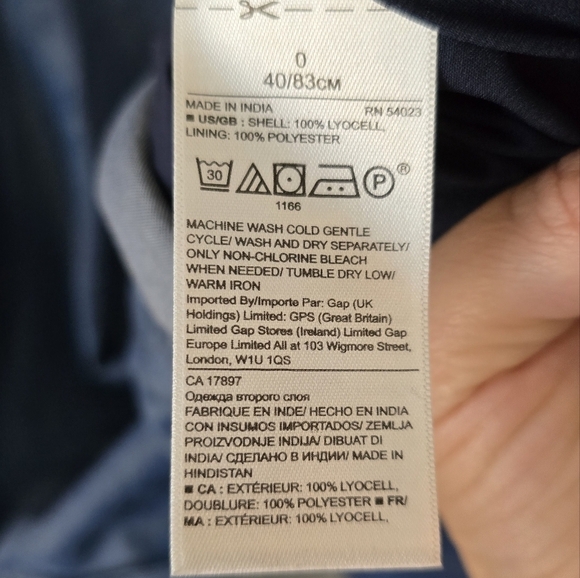 0
40/83CM
MADE IN INDIA RN 54023
■ US/GB : SHELL: 100% LYOCELL,
LINING: 100% POLYESTER
30 P ®
1166
MACHINE WASH COLD GENTLE
CYCLE/ WASH AND DRY SEPARATELY/
ONLY NON-CHLORINE BLEACH
WHEN NEEDED/ TUMBLE DRY LOW/
WARM IRON
Imported By/Importe Par: Gap (UK
Holdings) Limited: GPS (Great Britain)
Limited Gap Stores (Ireland) Limited Gap
Europe Limited All at 103 Wigmore Street,
London, W1U 1QS
CA 17897
Одежда второго слоя
FABRIQUE EN INDE/ HECHO EN INDIA
CON INSUMOS IMPORTADOS/ ZEMLJA
PROIZVODNJE INDIJA/ DIBUAT DI
INDIA/ СДЕЛАНО В ИНДИИ/ MADE IN
HINDISTAN
■ CA : EXTÉRIEUR: 100% LYOCELL,
DOUBLURE: 100% POLYESTER ■ FR/
MA : EXTÉRIEUR: 100% LYOCELL,